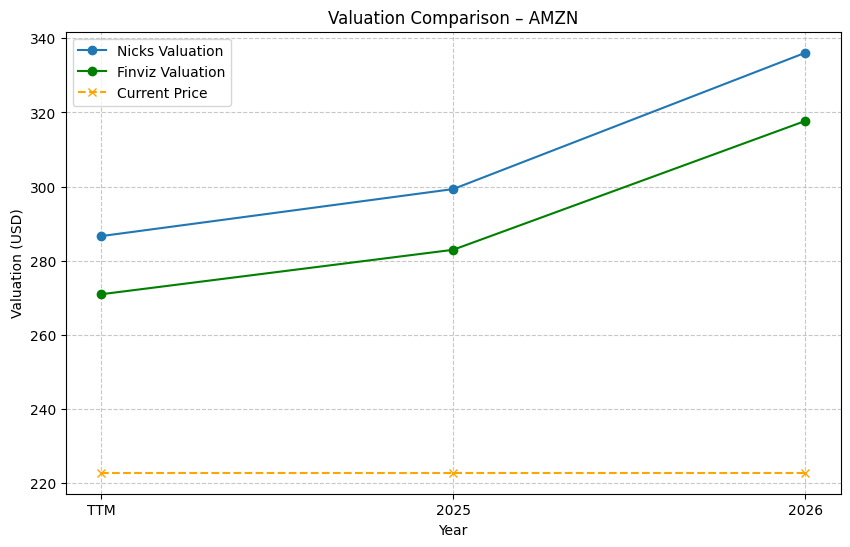 Valuation Comparison – AMZN
Nicks Valuation
Finviz Valuation
Current Price
Valuation (USD)
340
320
300
280
260
240
220
TTM
2025
2026
Year